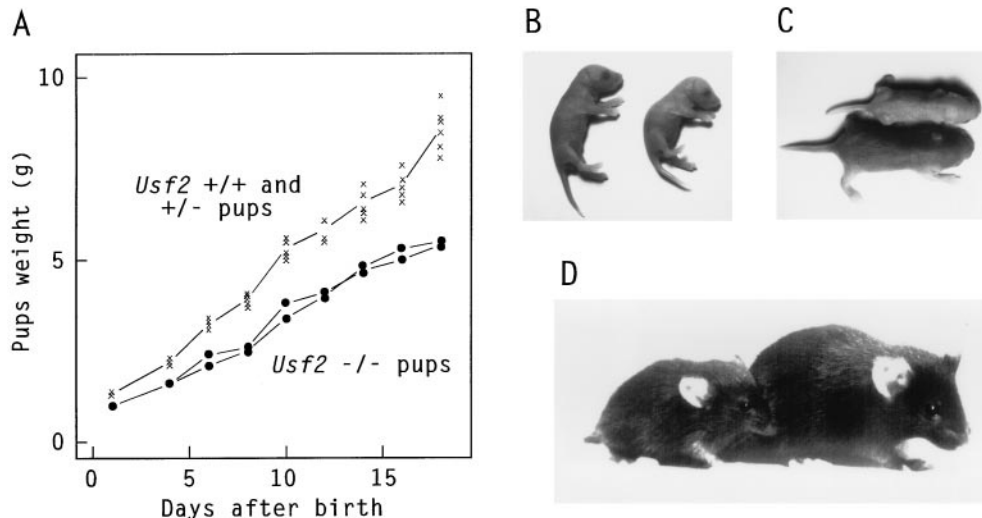 A
B
C
10
5
0
Pups weight (g)
Usf2 +/+ and
+/- pups
Usf2 -/- pups
0
5
10
15
Days after birth
D